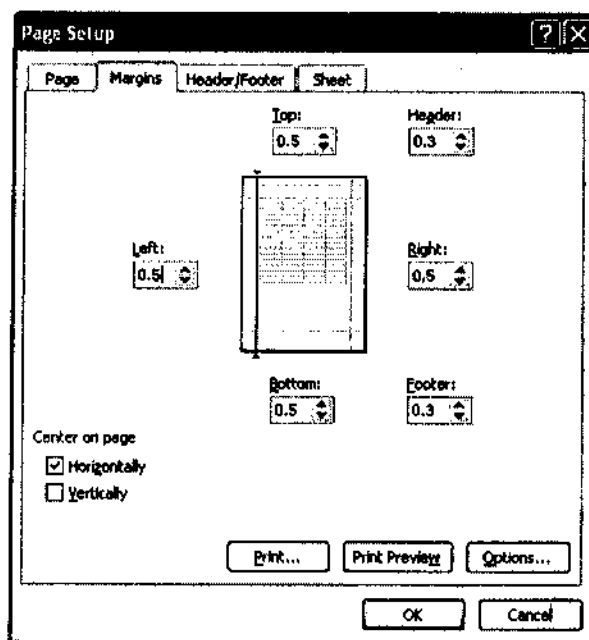 Page Setup
Page Margins Header/Footer Sheet
Top: Header:
0.5 0.3
Left: Right:
0.5 0,5
Bottom: Footer:
0.5 0.3
Center on page
Horizontally
Vertically
Print... Print Preview Options...
OK Cancel